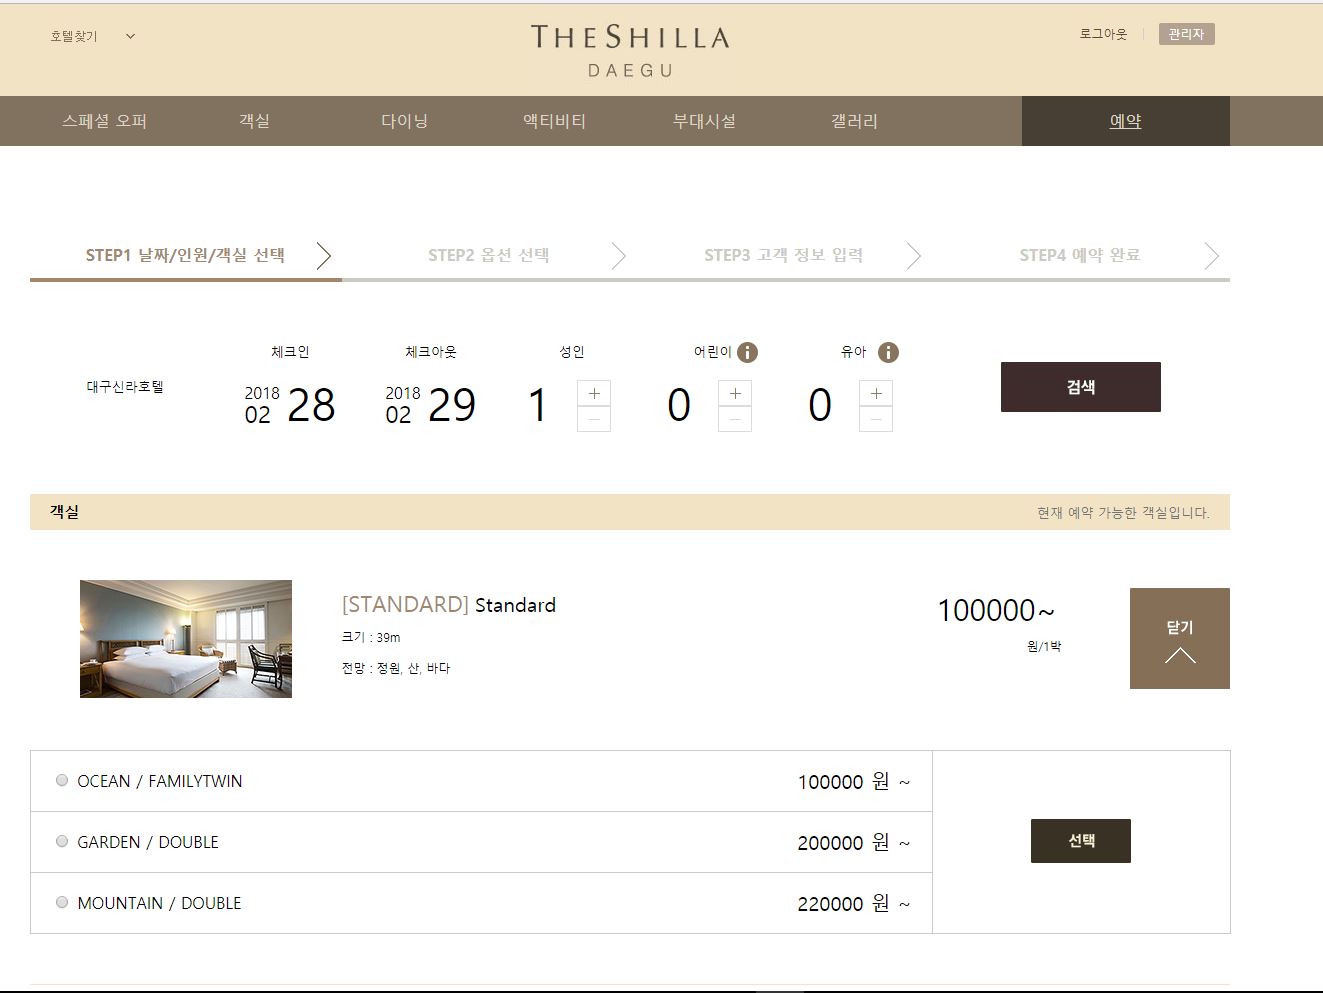 호텔찾기
THE SHILLA
DAEGU
로그아웃
관리자
스페셜 오퍼
객실
다이닝
액티비티
부대시설
갤러리
예약
STEP1 날짜/인원/객실 선택
STEP2 옵션 선택
STEP3 고객 정보 입력
STEP4 예약 완료
체크인
체크아웃
성인
어린이
유아
대구신라호텔
2018
02 28
2018
02 29
1
0
0
검색
객실
현재 예약 가능한 객실입니다.
[STANDARD] Standard
크기 : 39m
전망 : 정원, 산, 바다
100000~
원/1박
닫기
OCEAN / FAMILYTWIN
100000 원 ~
GARDEN / DOUBLE
200000 원 ~
MOUNTAIN / DOUBLE
220000 원 ~
선택